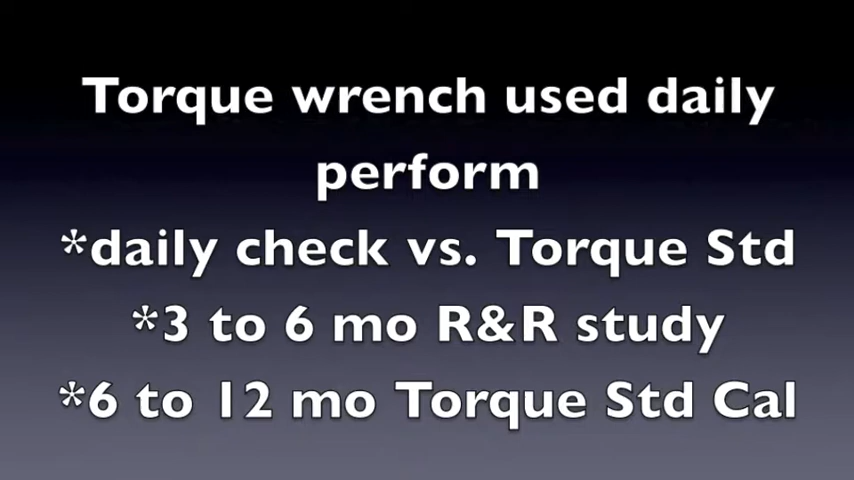 Torque wrench used daily
perform
*daily check vs. Torque Std
*3 to 6 mo R&R study
*6 to 12 mo Torque Std Cal